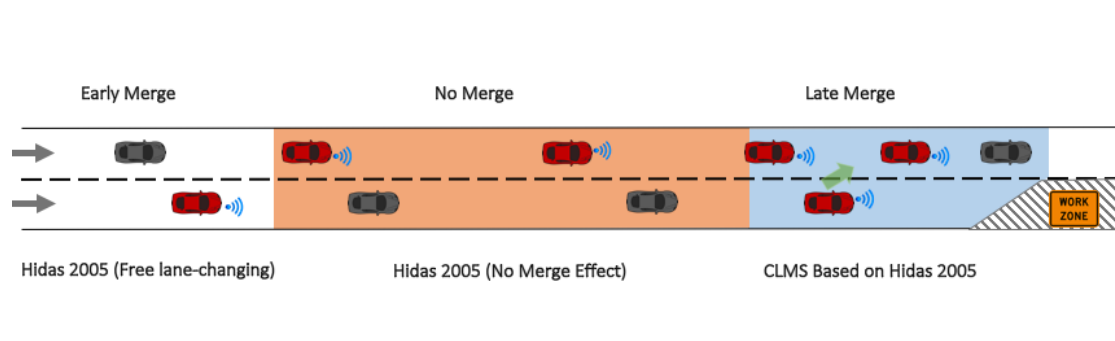 Early Merge
No Merge
Late Merge
WORK
ZONE
Hidas 2005 (Free lane-changing)
Hidas 2005 (No Merge Effect)
CLMS Based on Hidas 2005